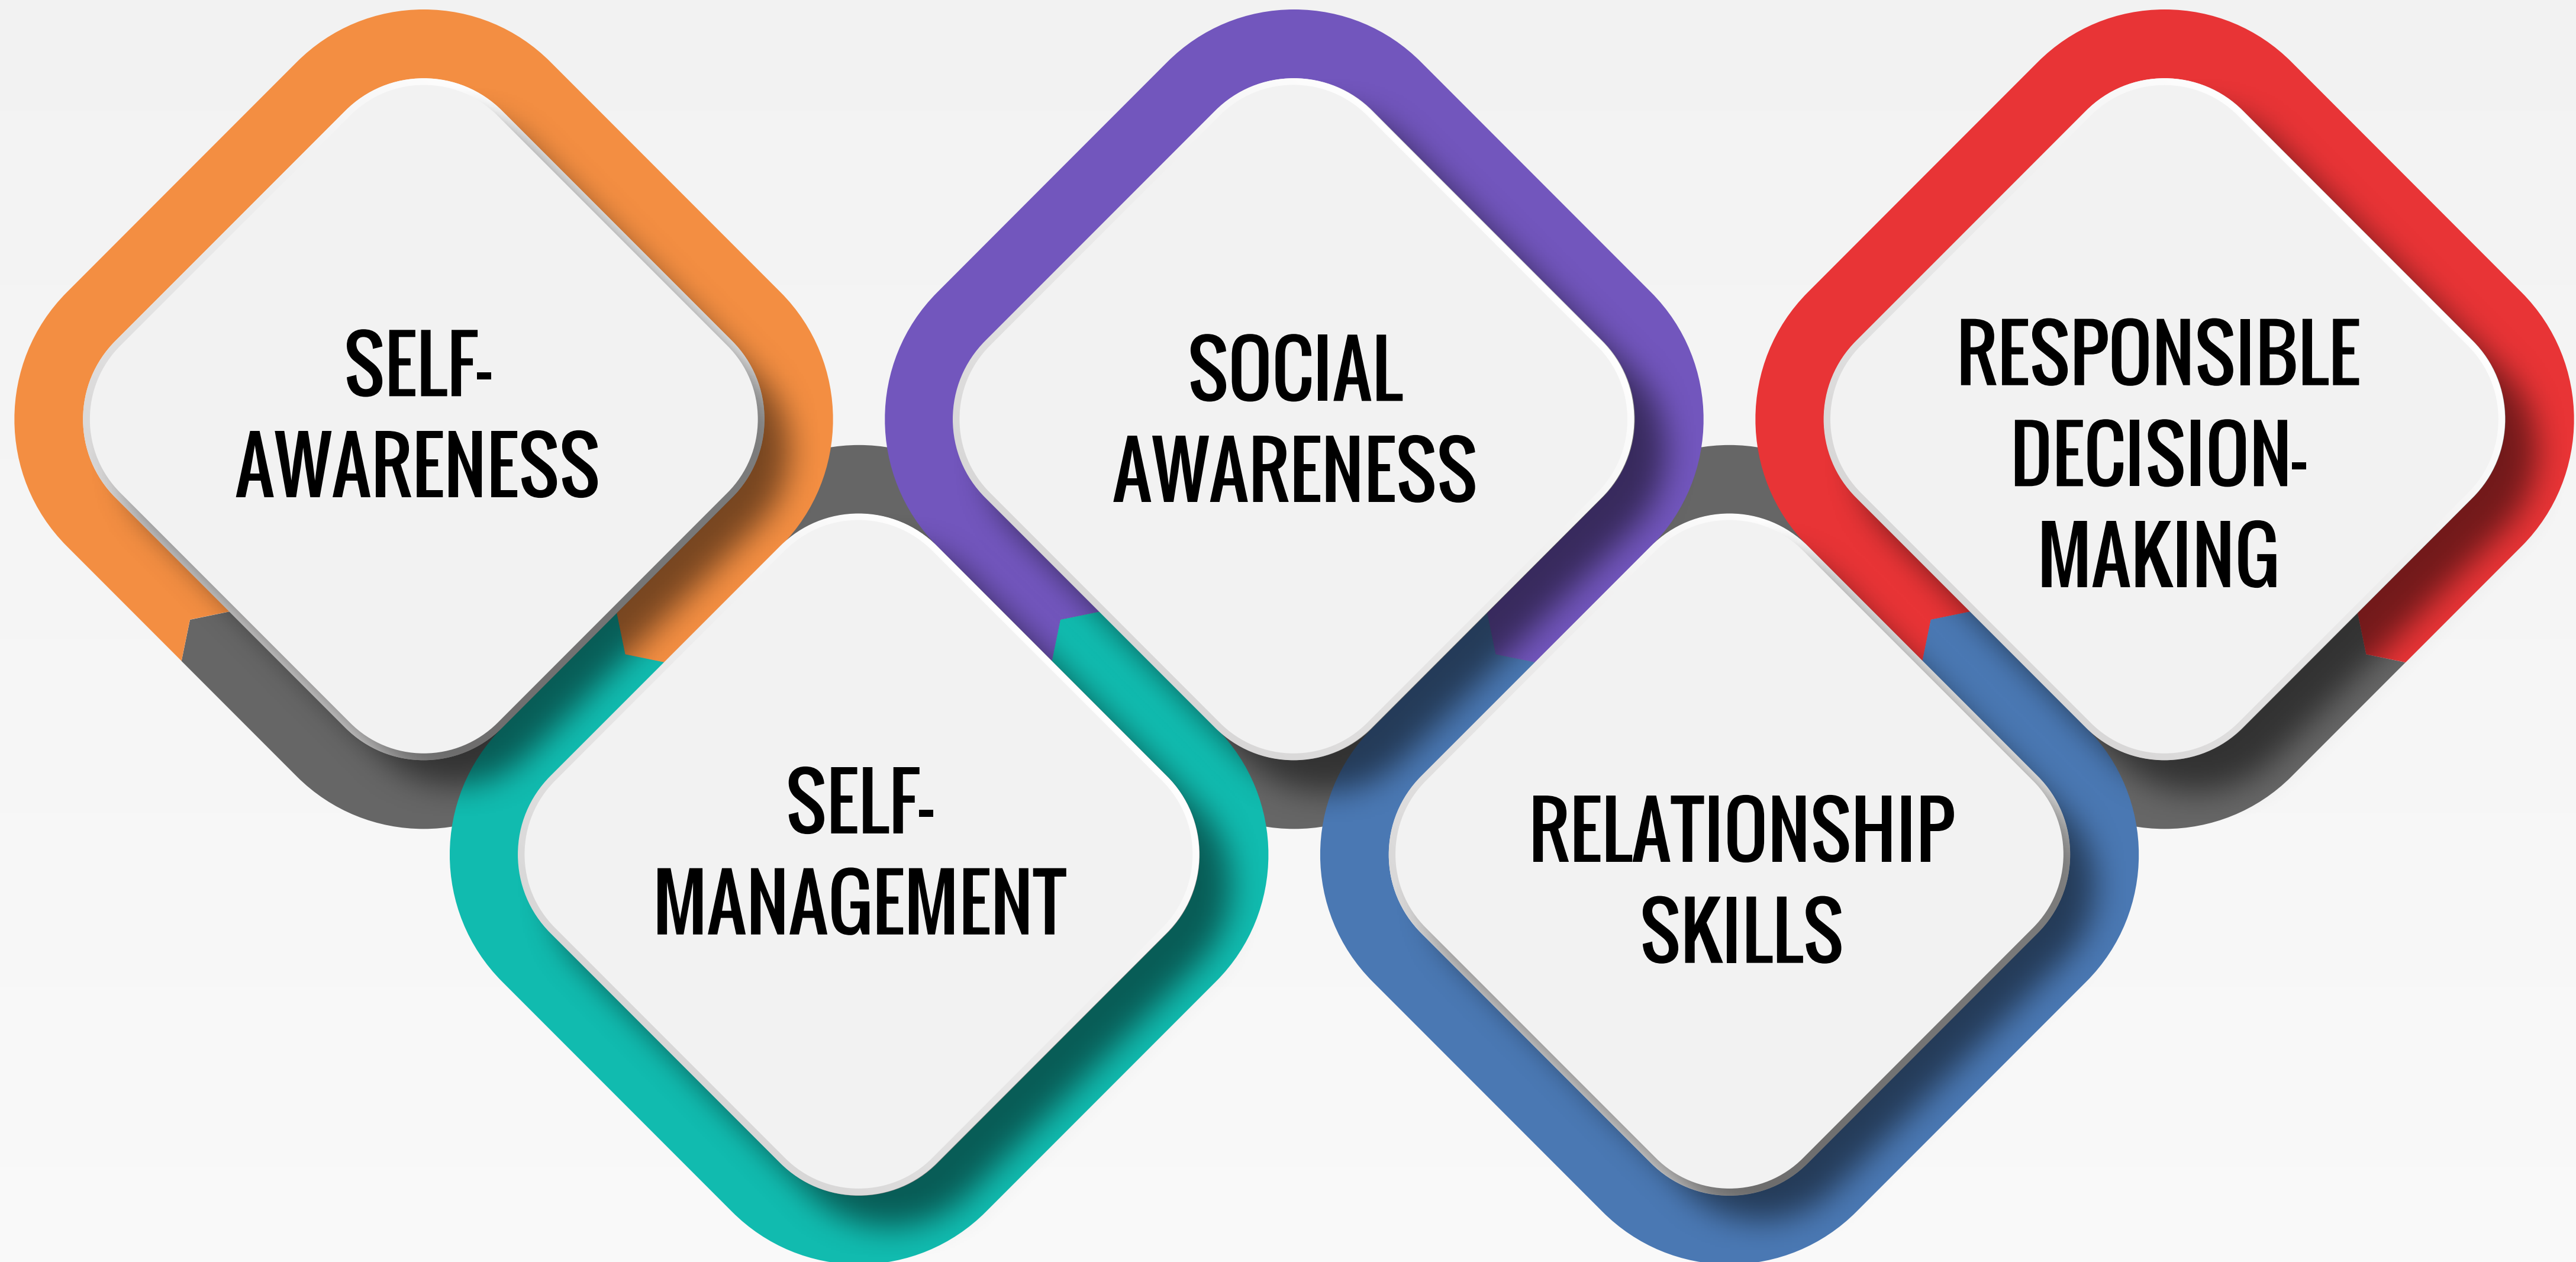 SELF-
AWARENESS
SELF-
MANAGEMENT
SOCIAL
AWARENESS
RELATIONSHIP
SKILLS
RESPONSIBLE
DECISION-
MAKING